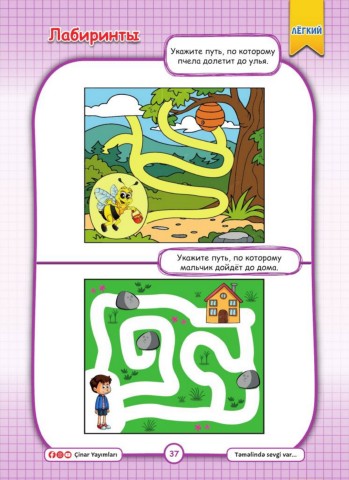 Лабиринты
ЛЁГКИЙ
Укажите путь, по которому
пчела долетит до улья.
Укажите путь, по которому
мальчик дойдёт до дома.
Çinar Yayımları
37
Təməlində sevgi var...